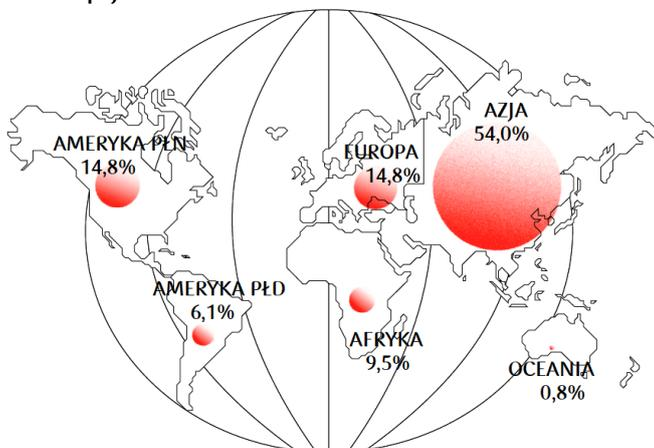 AZJA
54,0%
AMERYKA PŁN
14,8%
EUROPA
14,8%
AMERYKA PŁD
6,1%
AFRYKA
9,5%
OCEANIA
0,8%